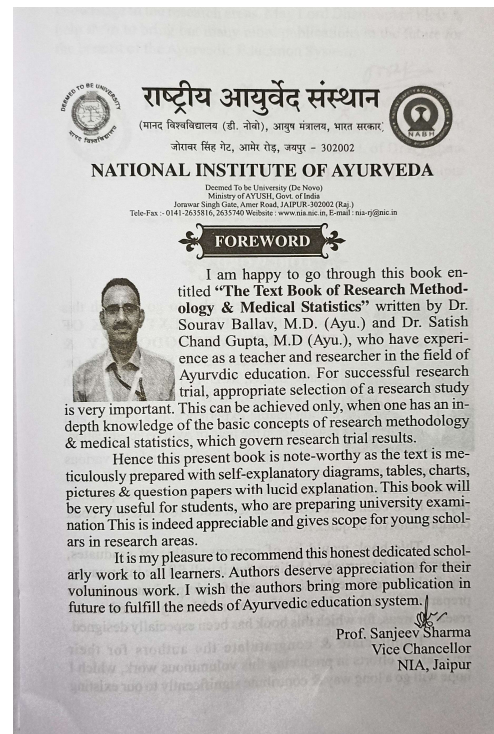 DEEMED TO BE UNIVERSITY
मानद विश्वविद्यालय
राष्ट्रीय आयुर्वेद संस्थान
(मानद विश्वविद्यालय (डी. नोवो), आयुष मंत्रालय, भारत सरकार)
जोरावर सिंह गेट, आमेर रोड़, जयपुर - 302002
NABH
NATIONAL INSTITUTE OF AYURVEDA
Deemed To be University (De Novo)
Ministry of AYUSH, Govt. of India
Jorawar Singh Gate, Amer Road, JAIPUR-302002 (Raj.)
Tele-Fax :- 0141-2635816, 2635740 Weibsite : www.nia.nic.in, E-mail : nia-rj@nic.in
FOREWORD
I am happy to go through this book en-
titled “The Text Book of Research Method-
ology & Medical Statistics” written by Dr.
Sourav Ballav, M.D. (Ayu.) and Dr. Satish
Chand Gupta, M.D (Ayu.), who have experi-
ence as a teacher and researcher in the field of
Ayurvdic education. For successful research
trial, appropriate selection of a research study
is very important. This can be achieved only, when one has an in-
depth knowledge of the basic concepts of research methodology
& medical statistics, which govern research trial results.
Hence this present book is note-worthy as the text is me-
ticulously prepared with self-explanatory diagrams, tables, charts,
pictures & question papers with lucid explanation. This book will
be very useful for students, who are preparing university exami-
nation This is indeed appreciable and gives scope for young schol-
ars in research areas.
It is my pleasure to recommend this honest dedicated schol-
arly work to all learners. Authors deserve appreciation for their
voluninous work. I wish the authors bring more publication in
future to fulfill the needs of Ayurvedic education system.
Prof. Sanjeev Sharma
Vice Chancellor
NIA, Jaipur